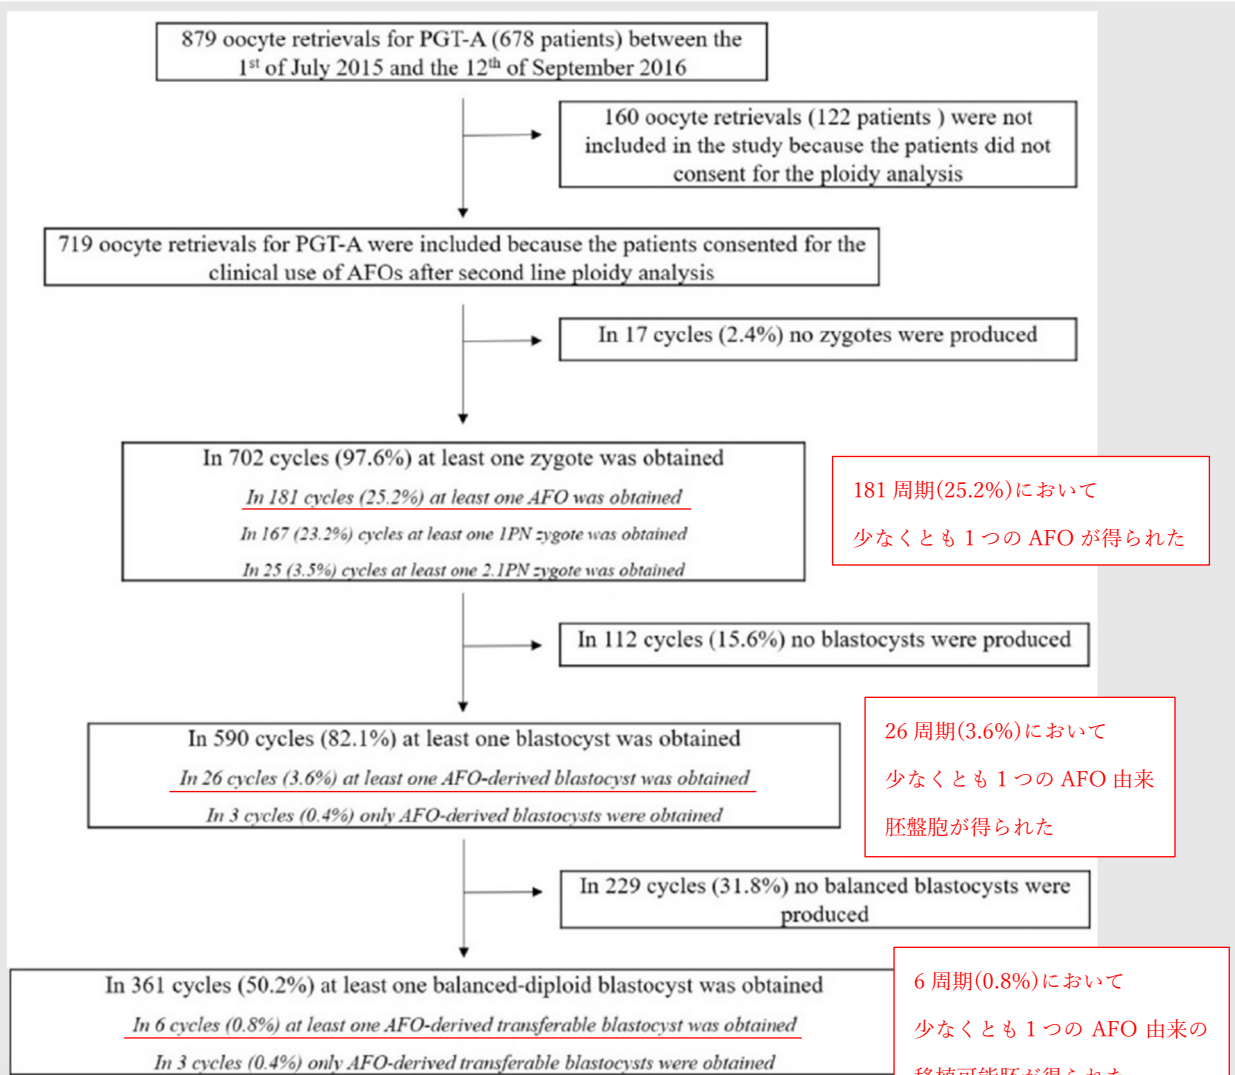 879 oocyte retrievals for PGT-A (678 patients) between the
1st of July 2015 and the 12th of September 2016
160 oocyte retrievals (122 patients ) were not
included in the study because the patients did not
consent for the ploidy analysis
719 oocyte retrievals for PGT-A were included because the patients consented for the
clinical use of AFOs after second line ploidy analysis
In 17 cycles (2.4%) no zygotes were produced
In 702 cycles (97.6%) at least one zygote was obtained
In 181 cycles (25.2%) at least one AFO was obtained
In 167 (23.2%) cycles at least one 1PN zygote was obtained
In 25 (3.5%) cycles at least one 2.1PN zygote was obtained
181 周期(25.2%)において
少なくとも 1 つの AFO が得られた
In 112 cycles (15.6%) no blastocysts were produced
In 590 cycles (82.1%) at least one blastocyst was obtained
In 26 cycles (3.6%) at least one AFO-derived blastocyst was obtained
In 3 cycles (0.4%) only AFO-derived blastocysts were obtained
26 周期(3.6%)において
少なくとも 1 つの AFO 由来
胚盤胞が得られた
In 229 cycles (31.8%) no balanced blastocysts were
produced
In 361 cycles (50.2%) at least one balanced-diploid blastocyst was obtained
In 6 cycles (0.8%) at least one AFO-derived transferable blastocyst was obtained
In 3 cycles (0.4%) only AFO-derived transferable blastocysts were obtained
6 周期(0.8%)において
少なくとも 1 つの AFO 由来の
移植可能胚が得られた